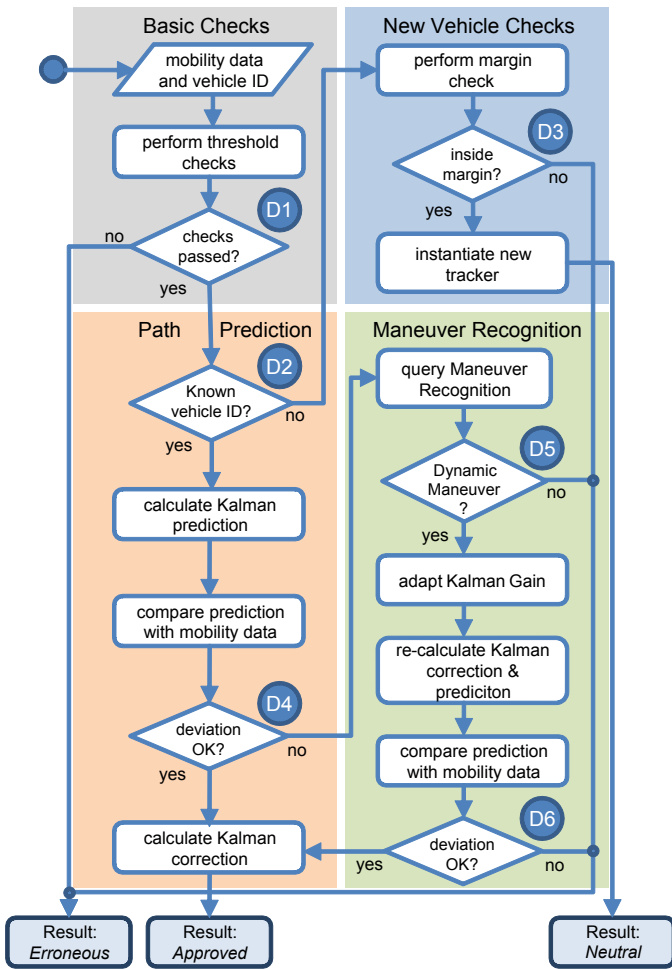 Basic Checks
mobility data
and vehicle ID
perform threshold
checks
D1
no
checks
passed?
yes
New Vehicle Checks
perform margin
check
D3
inside
margin?
no
yes
instantiate new
tracker
Path Prediction
D2
Known
vehicle ID?
no
yes
calculate Kalman
prediction
compare prediction
with mobility data
D4
deviation
OK?
no
yes
calculate Kalman
correction
Maneuver Recognition
query Maneuver
Recognition
D5
Dynamic
Maneuver
?
no
yes
adapt Kalman Gain
re-calculate Kalman
correction &
prediciton
compare prediction
with mobility data
D6
deviation
OK?
yes
no
Result:
Erroneous
Result:
Approved
Result:
Neutral